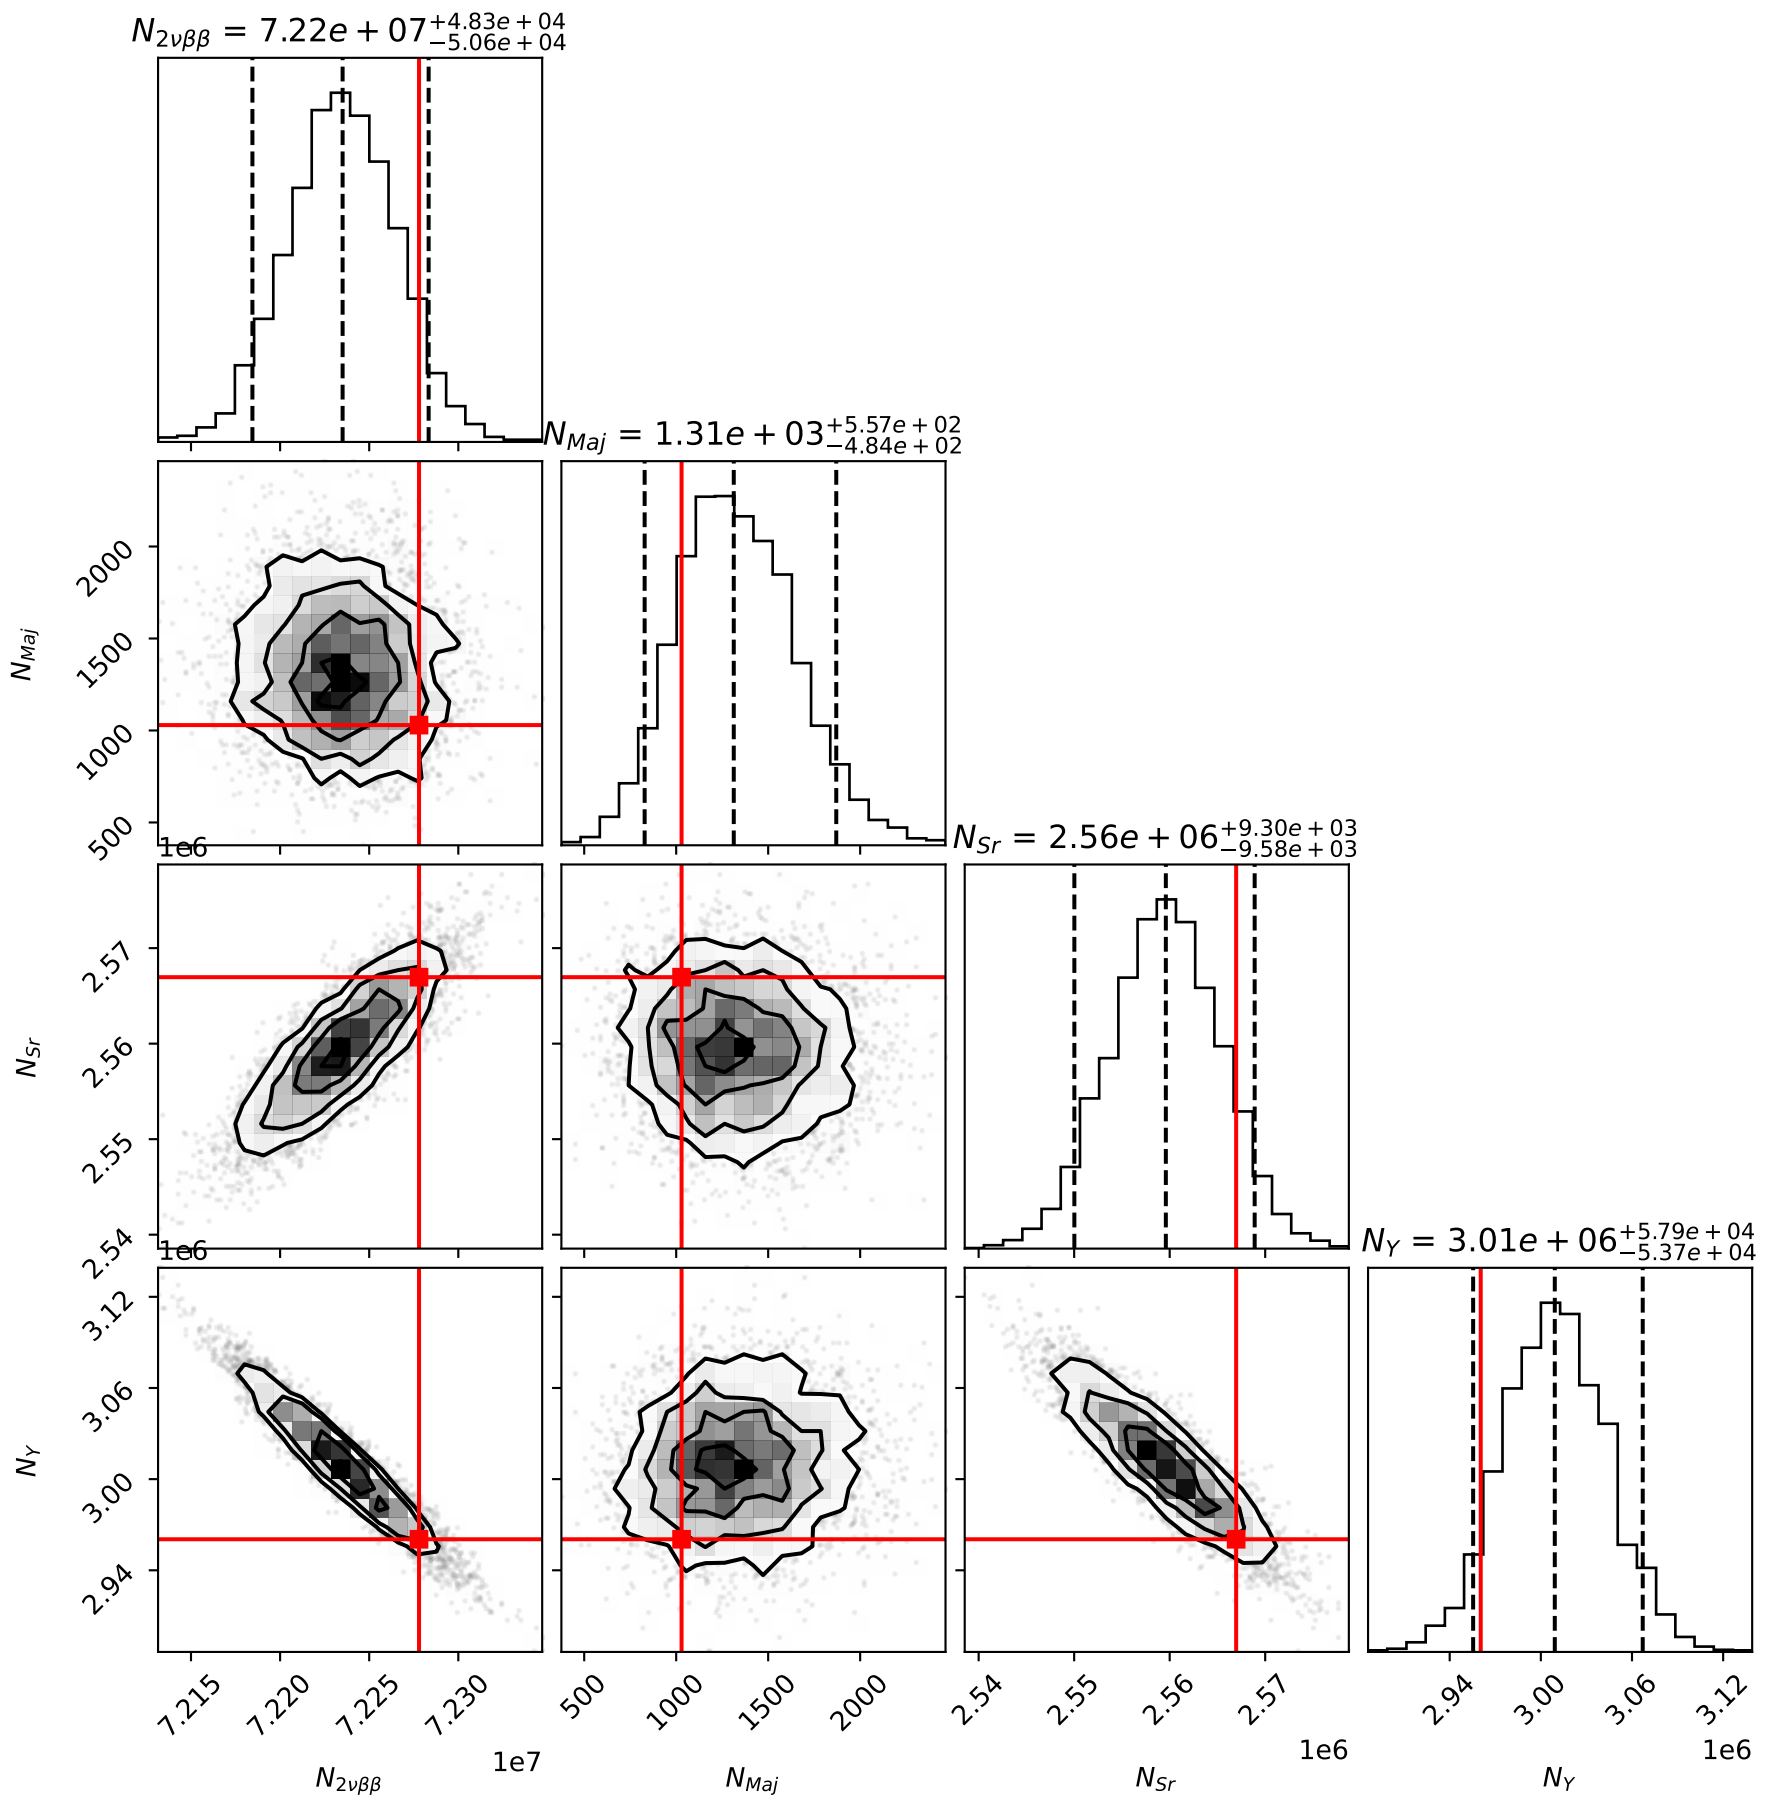 N_{2νββ} = 7.22e + 07^{+4.83e+04}_{−5.06e+04}
N_{Maj} = 1.31e + 03^{+5.57e+02}_{−4.84e+02}
2000
1500
1000
500
N_{Maj}
1e6
N_{Sr} = 2.56e + 06^{+9.30e+03}_{−9.58e+03}
2.57
2.56
2.55
2.54
N_{Sr}
1e6
N_Y = 3.01e + 06^{+5.79e+04}_{−5.37e+04}
3.12
3.06
3.00
2.94
N_Y
7.215 7.220 7.225 7.230
500 1000 1500 2000
2.54 2.55 2.56 2.57
2.94 3.00 3.06 3.12
1e7
1e6
1e6
N_{2νββ}
N_{Maj}
N_{Sr}
N_Y